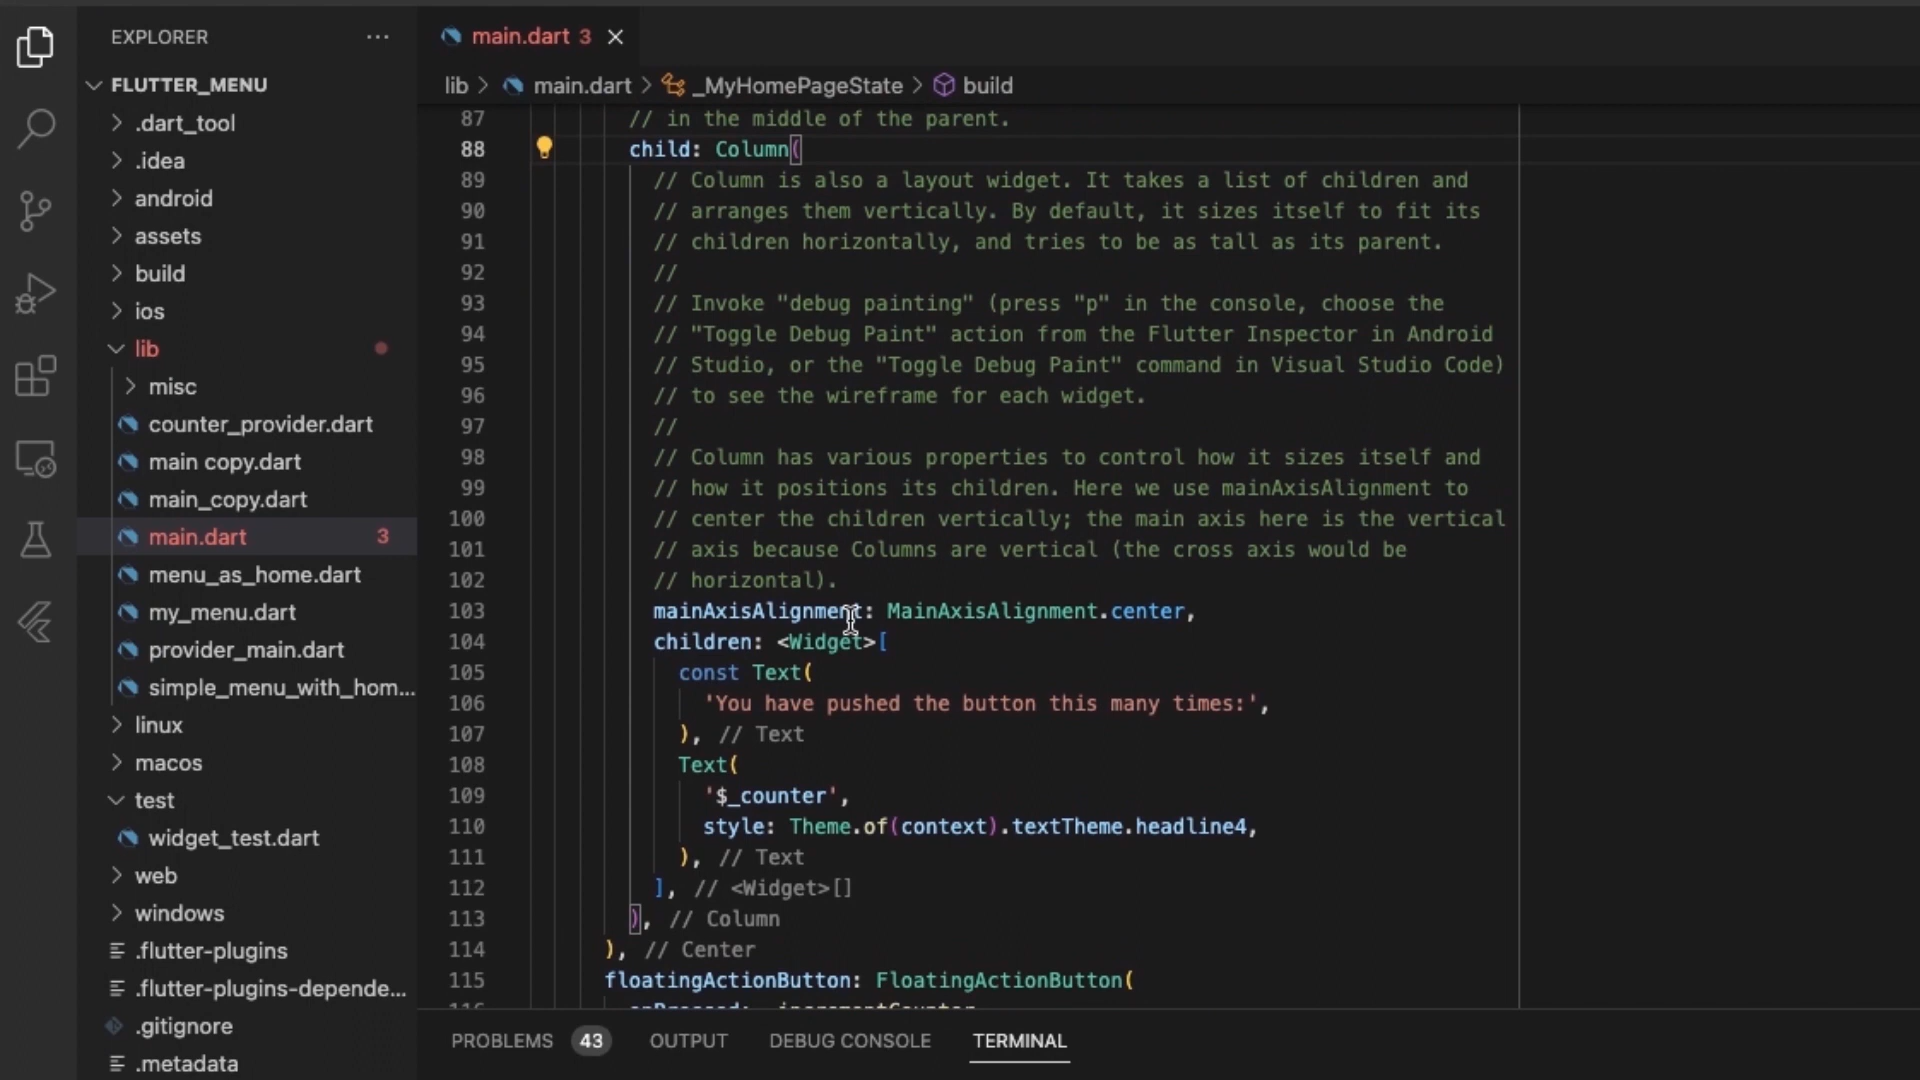 EXPLORER ...
FLUTTER_MENU
.dart_tool
.idea
android
assets
build
ios
lib
misc
counter_provider.dart
main copy.dart
main_copy.dart
main.dart 3
menu_as_home.dart
my_menu.dart
provider_main.dart
simple_menu_with_hom...
linux
macos
test
widget_test.dart
web
windows
.flutter-plugins
.flutter-plugins-depende...
.gitignore
.metadata
main.dart 3
lib > main.dart > _MyHomePageState > build
87 // in the middle of the parent.
88 child: Column(
89 // Column is also a layout widget. It takes a list of children and
90 // arranges them vertically. By default, it sizes itself to fit its
91 // children horizontally, and tries to be as tall as its parent.
92 //
93 // Invoke "debug painting" (press "p" in the console, choose the
94 // "Toggle Debug Paint" action from the Flutter Inspector in Android
95 // Studio, or the "Toggle Debug Paint" command in Visual Studio Code)
96 // to see the wireframe for each widget.
97 //
98 // Column has various properties to control how it sizes itself and
99 // how it positions its children. Here we use mainAxisAlignment to
100 // center the children vertically; the main axis here is the vertical
101 // axis because Columns are vertical (the cross axis would be
102 // horizontal).
103 mainAxisAlignment: MainAxisAlignment.center,
104 children: <Widget>[
105 const Text(
106 'You have pushed the button this many times:',
107 ), // Text
108 Text(
109 '$_counter',
110 style: Theme.of(context).textTheme.headline4,
111 ), // Text
112 ], // <Widget>[]
113 ), // Column
114 ), // Center
115 floatingActionButton: FloatingActionButton(
PROBLEMS 43 OUTPUT DEBUG CONSOLE TERMINAL